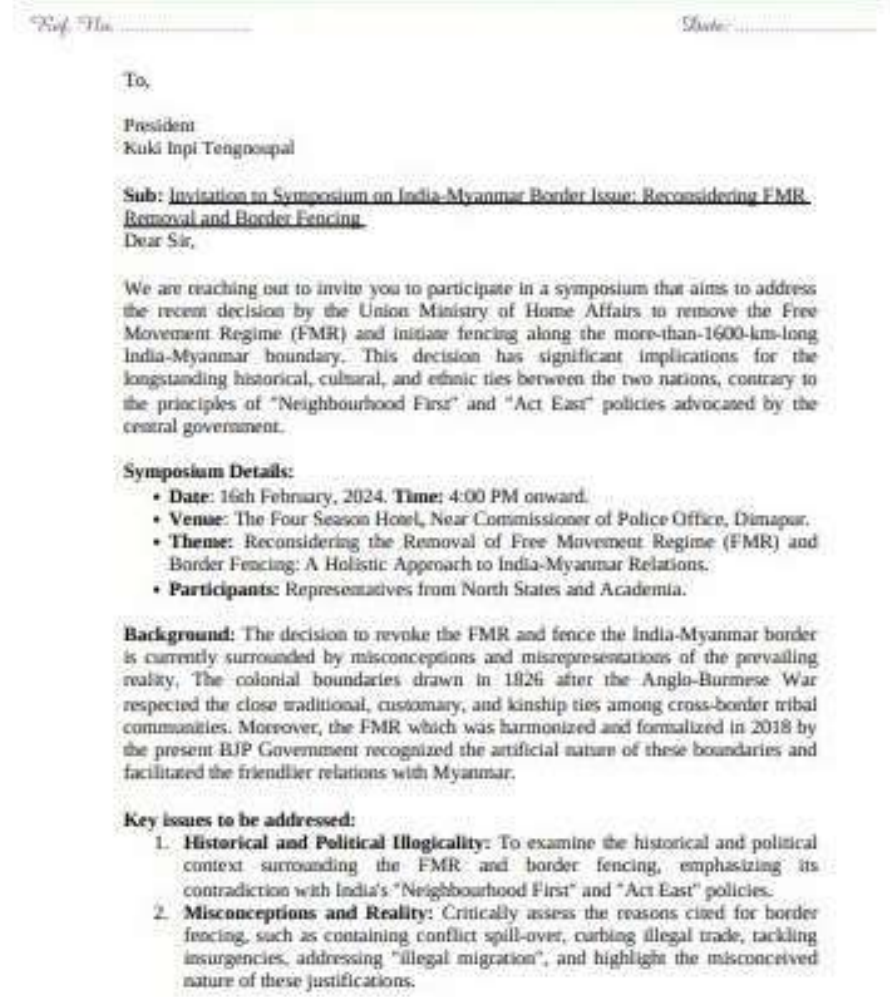 Ref. No. ..............................
Date: ..............................
To,
President
Kuki Inpi Tengnoupal
Sub: Invitation to Symposium on India-Myanmar Border Issue: Reconsidering FMR
Removal and Border Fencing
Dear Sir,
We are reaching out to invite you to participate in a symposium that aims to address
the recent decision by the Union Ministry of Home Affairs to remove the Free
Movement Regime (FMR) and initiate fencing along the more-than-1600-km-long
India-Myanmar boundary. This decision has significant implications for the
longstanding historical, cultural, and ethnic ties between the two nations, contrary to
the principles of "Neighbourhood First" and "Act East" policies advocated by the
central government.
Symposium Details:
• Date: 16th February, 2024. Time: 4:00 PM onward.
• Venue: The Four Season Hotel, Near Commissioner of Police Office, Dimapur.
• Theme: Reconsidering the Removal of Free Movement Regime (FMR) and
Border Fencing: A Holistic Approach to India-Myanmar Relations.
• Participants: Representatives from North States and Academia.
Background: The decision to revoke the FMR and fence the India-Myanmar border
is currently surrounded by misconceptions and misrepresentations of the prevailing
reality. The colonial boundaries drawn in 1826 after the Anglo-Burmese War
respected the close traditional, customary, and kinship ties among cross-border tribal
communities. Moreover, the FMR which was harmonized and formalized in 2018 by
the present BJP Government recognized the artificial nature of these boundaries and
facilitated the friendlier relations with Myanmar.
Key issues to be addressed:
1. Historical and Political Illogicality: To examine the historical and political
context surrounding the FMR and border fencing, emphasizing its
contradiction with India's "Neighbourhood First" and "Act East" policies.
2. Misconceptions and Reality: Critically assess the reasons cited for border
fencing, such as containing conflict spill-over, curbing illegal trade, tackling
insurgencies, addressing "illegal migration", and highlight the misconceived
nature of these justifications.